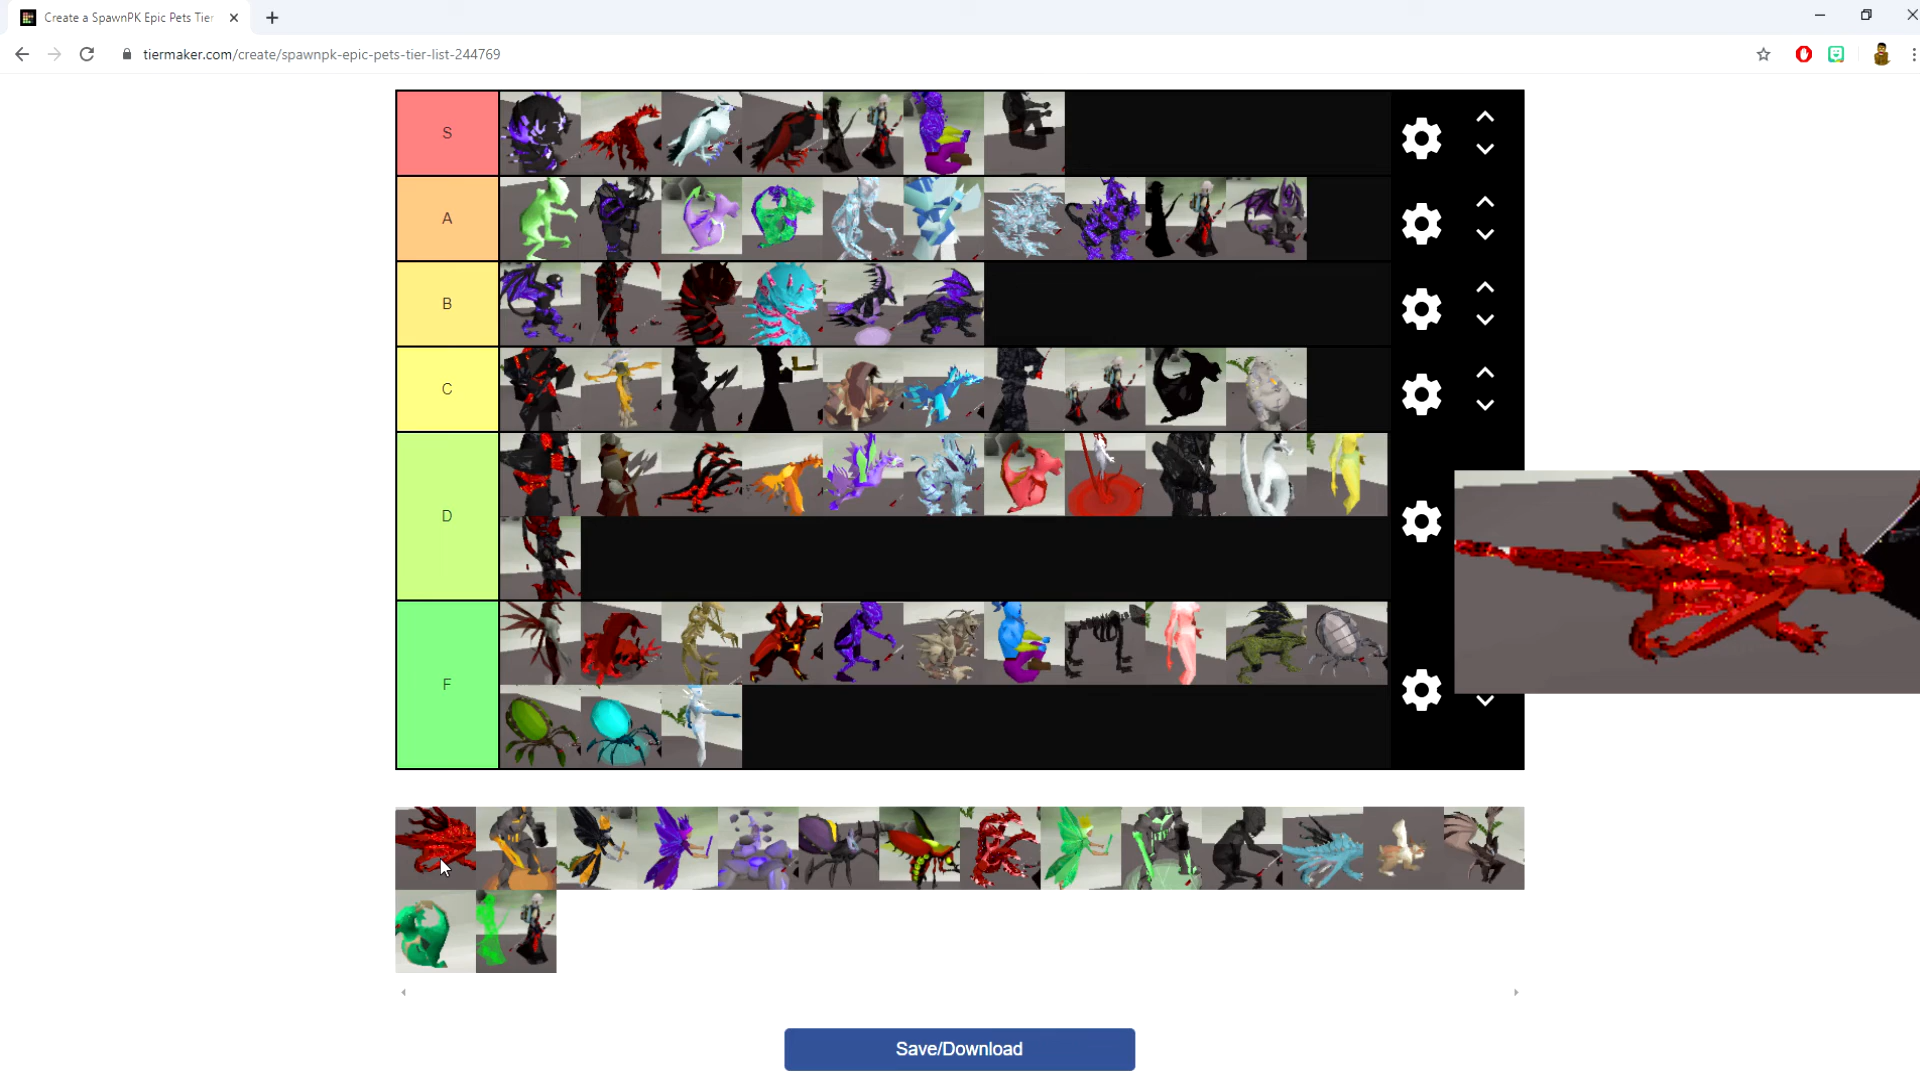 Create a SpawnPK Epic Pets Tier
tiermaker.com/create/spawnpk-epic-pets-tier-list-244769
S
A
B
C
D
F
Save/Download